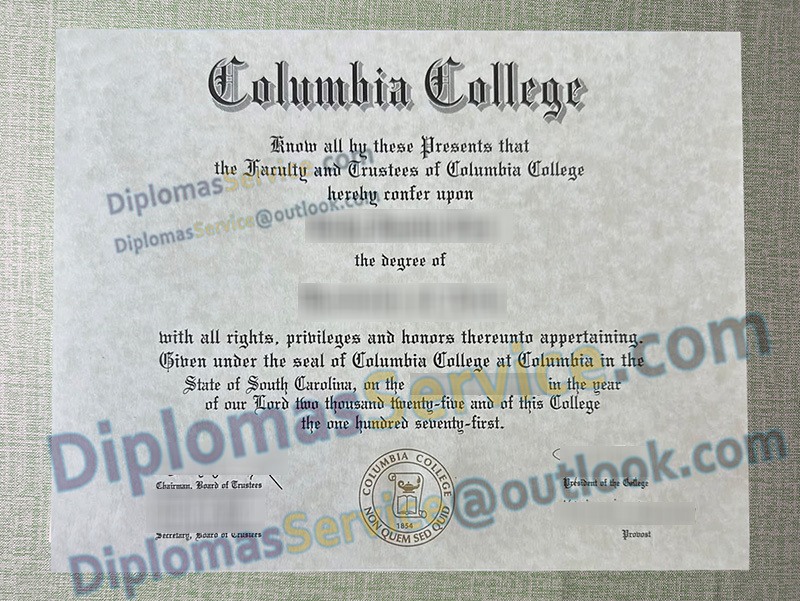 Columbia College
Know all by these Presents that
the Faculty and Trustees of Columbia College
hereby confer upon
DiplomasService.com
DiplomasService@outlook.com
the degree of
with all rights, privileges and honors thereunto appertaining.
Given under the seal of Columbia College at Columbia in the
State of South Carolina, on the in the year
of our Lord two thousand twenty-five and of this College
the one hundred seventy-first.
DiplomasService.com
DiplomasService@outlook.com
Chairman, Board of Trustees
President of the College
COLUMBIA COLLEGE
1854
NON QUEM SED QUID
Secretary, Board of Trustees
Provost